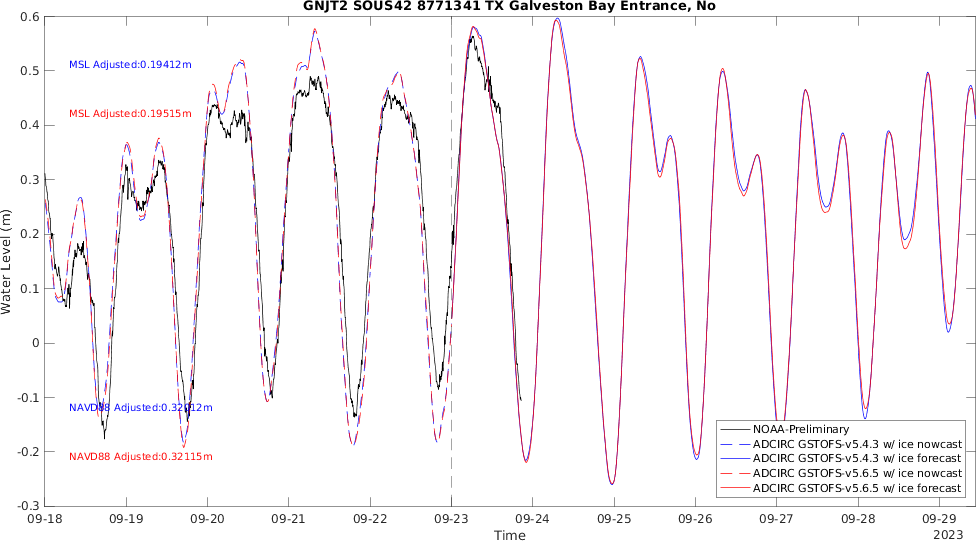 GNJT2 SOUS42 8771341 TX Galveston Bay Entrance, No
Water Level (m)
0.6
0.5
0.4
0.3
0.2
0.1
0
-0.1
-0.2
-0.3
MSL Adjusted:0.19412m
MSL Adjusted:0.19515m
NAVD88 Adjusted:0.32012m
NAVD88 Adjusted:0.32115m
NOAA-Preliminary
ADCIRC GSTOFS-v5.4.3 w/ ice nowcast
ADCIRC GSTOFS-v5.4.3 w/ ice forecast
ADCIRC GSTOFS-v5.6.5 w/ ice nowcast
ADCIRC GSTOFS-v5.6.5 w/ ice forecast
09-18 09-19 09-20 09-21 09-22 09-23 09-24 09-25 09-26 09-27 09-28 09-29
Time
2023